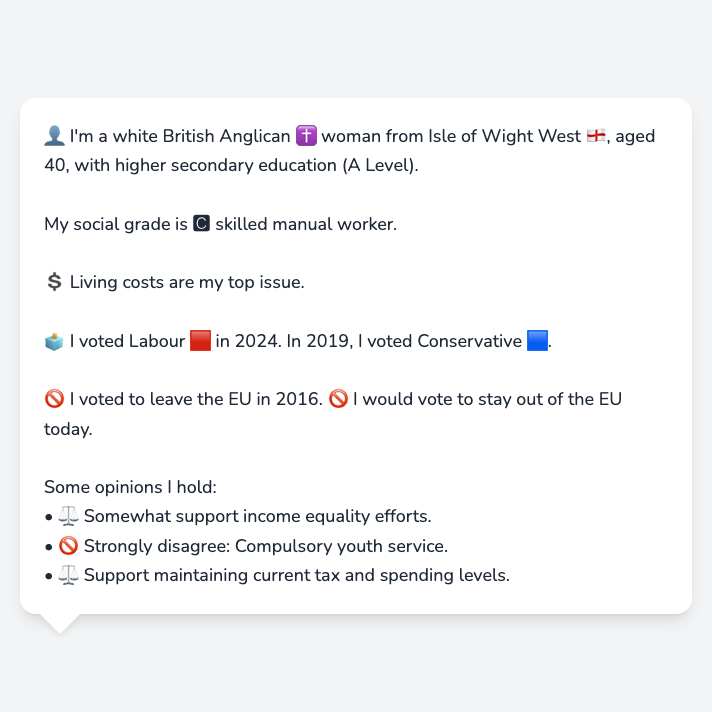 👤 I'm a white British Anglican ✝️ woman from Isle of Wight West 🏴󠁧󠁢󠁥󠁮󠁧󠁿, aged
40, with higher secondary education (A Level).
My social grade is 🅲 skilled manual worker.
💲 Living costs are my top issue.
🗳️ I voted Labour 🟥 in 2024. In 2019, I voted Conservative 🟦.
🚫 I voted to leave the EU in 2016. 🚫 I would vote to stay out of the EU
today.
Some opinions I hold:
• ⚖️ Somewhat support income equality efforts.
• 🚫 Strongly disagree: Compulsory youth service.
• ⚖️ Support maintaining current tax and spending levels.